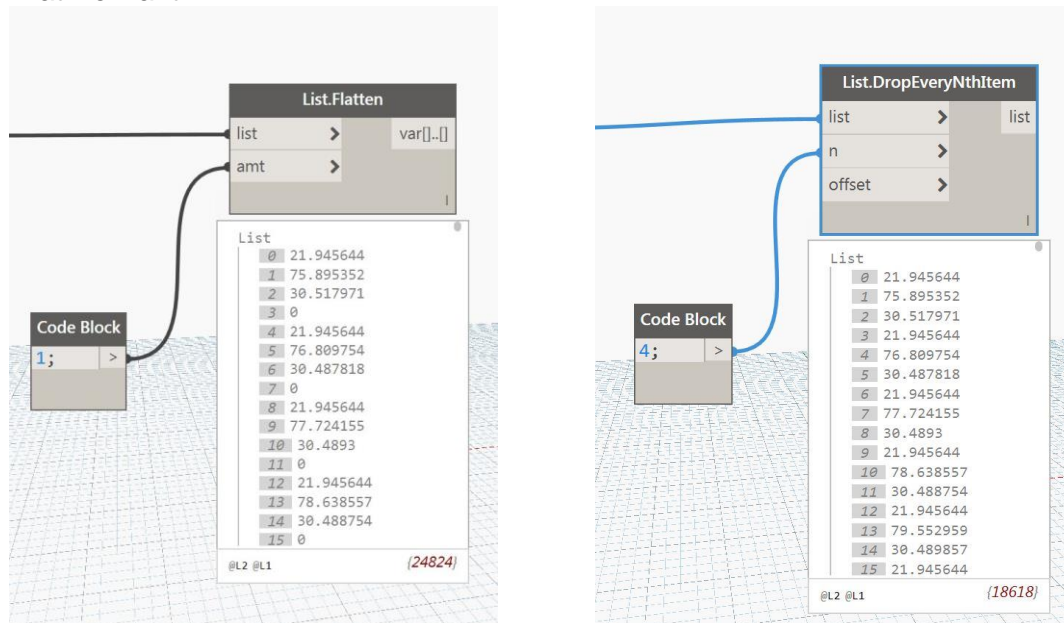 List.Flatten
list > var[]..[]
amt >
l
List
0 21.945644
1 75.895352
2 30.517971
3 0
4 21.945644
5 76.809754
6 30.487818
7 0
8 21.945644
9 77.724155
10 30.4893
11 0
12 21.945644
13 78.638557
14 30.488754
15 0
@L2 @L1 {24824}
Code Block
1; >
List.DropEveryNthItem
list > list
n >
offset >
l
List
0 21.945644
1 75.895352
2 30.517971
3 21.945644
4 76.809754
5 30.487818
6 21.945644
7 77.724155
8 30.4893
9 21.945644
10 78.638557
11 30.488754
12 21.945644
13 79.552959
14 30.489857
15 21.945644
@L2 @L1 {18618}
Code Block
4; >